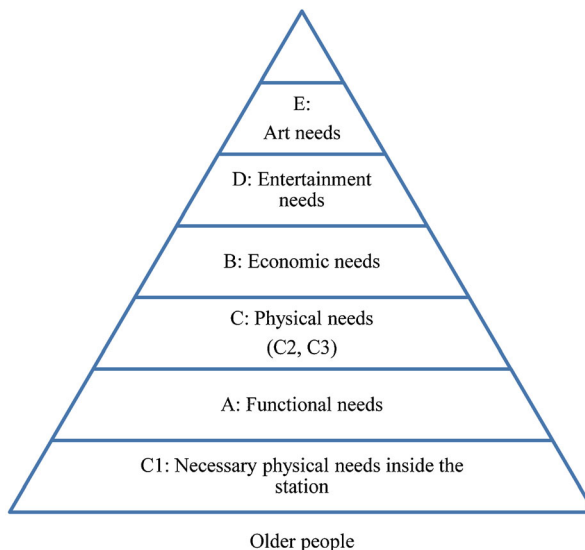 E:
Art needs
D: Entertainment
needs
B: Economic needs
C: Physical needs
(C2, C3)
A: Functional needs
C1: Necessary physical needs inside the
station
Older people